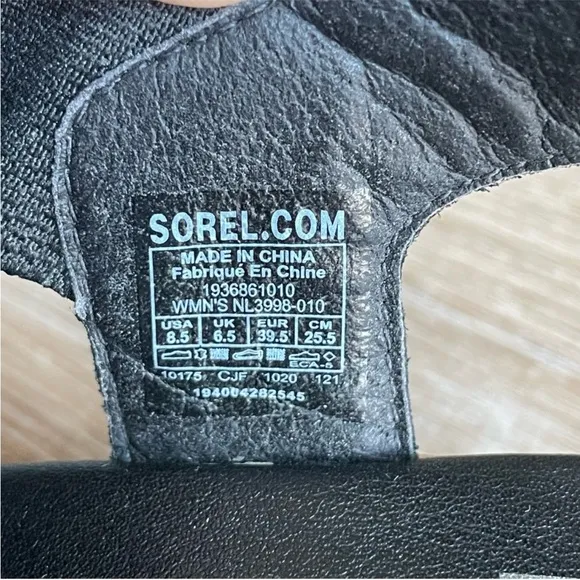 SOREL.COM
MADE IN CHINA
Fabriqué En Chine
1936861010
WMN'S NL3998-010
USA UK EUR CM
8.5 6.5 39.5 25.5
ECA-5
10175 CJF 1020 121
194004282545